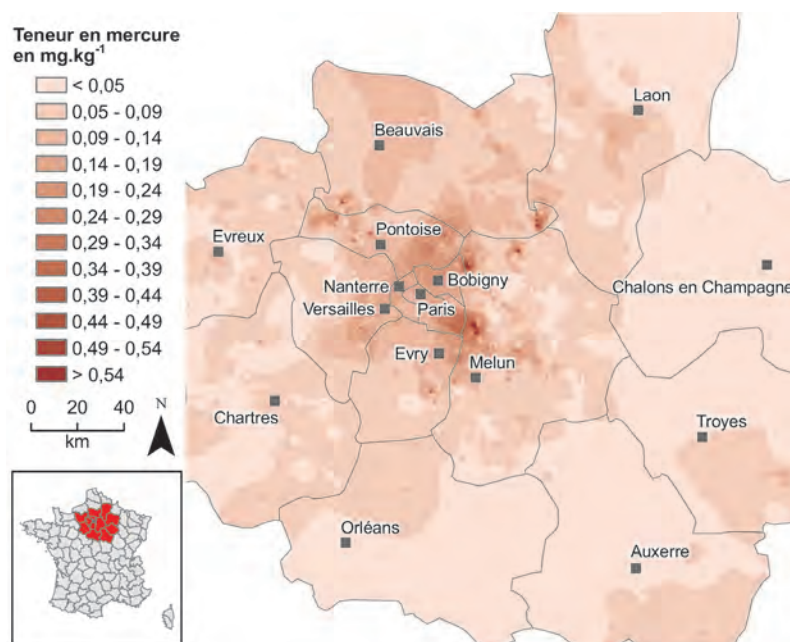 Teneur en mercure
en mg.kg-1
< 0,05
0,05 - 0,09
0,09 - 0,14
0,14 - 0,19
0,19 - 0,24
0,24 - 0,29
0,29 - 0,34
0,34 - 0,39
0,39 - 0,44
0,44 - 0,49
0,49 - 0,54
> 0,54
0 20 40
km
N
Laon
Beauvais
Pontoise
Evreux
Nanterre
Bobigny
Chalons en Champagne
Versailles
Paris
Evry
Melun
Chartres
Troyes
Orléans
Auxerre